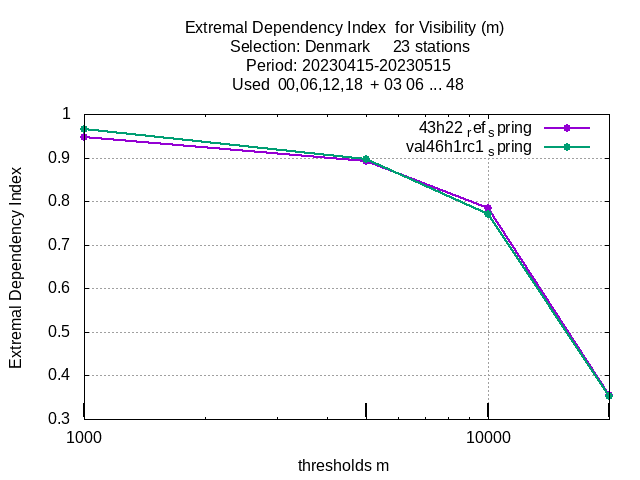 Extremal Dependency Index for Visibility (m)
Selection: Denmark 23 stations
Period: 20230415-20230515
Used 00,06,12,18 + 03 06 ... 48
43h22 refspring
val46h1rc1 spring
Extremal Dependency Index
1
0.9
0.8
0.7
0.6
0.5
0.4
0.3
1000
10000
thresholds m